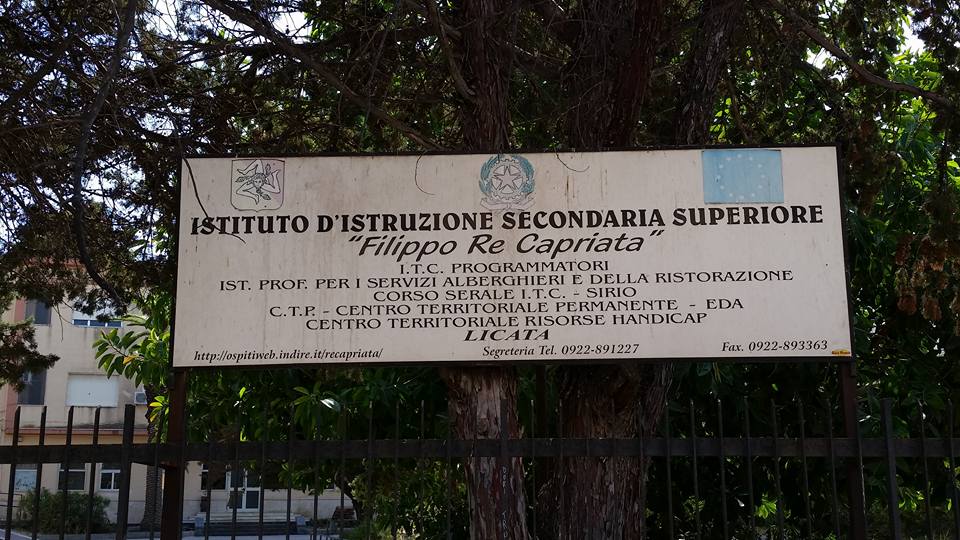 ISTITUTO D'ISTRUZIONE SECONDARIA SUPERIORE
"Filippo Re Capriata"
I.T.C. PROGRAMMATORI
IST. PROF. PER I SERVIZI ALBERGHIERI E DELLA RISTORAZIONE
CORSO SERALE I.T.C. - SIRIO
C.T.P. - CENTRO TERRITORIALE PERMANENTE - EDA
CENTRO TERRITORIALE RISORSE HANDICAP
LICATA
http://ospitiweb.indire.it/recapriata/ Segreteria Tel. 0922-891227 Fax. 0922-893363